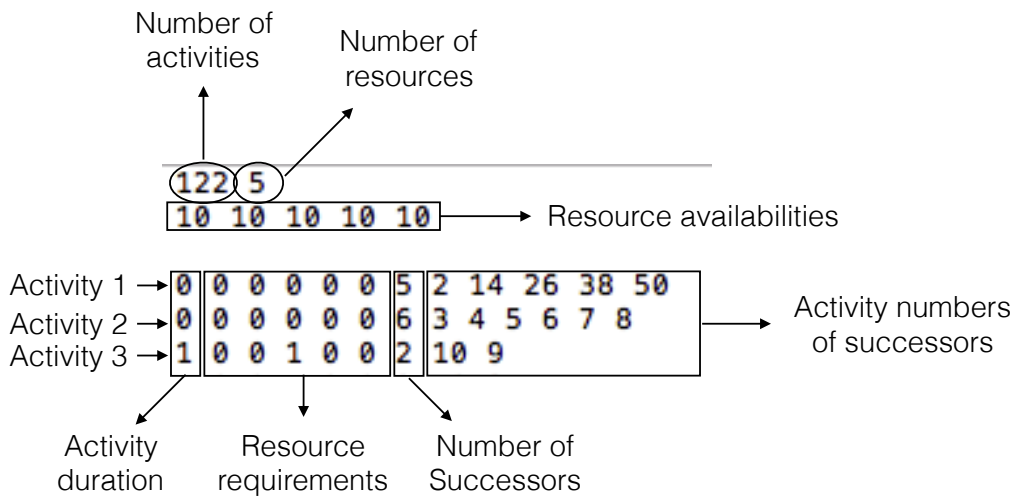 Number of
activities
Number of
resources
122 5
10 10 10 10 10
Resource availabilities
Activity 1
0 0 0 0 0 0 5 2 14 26 38 50
Activity 2
0 0 0 0 0 0 6 3 4 5 6 7 8
Activity 3
1 0 0 1 0 0 2 10 9
Activity numbers
of successors
Activity
duration
Resource
requirements
Number of
Successors